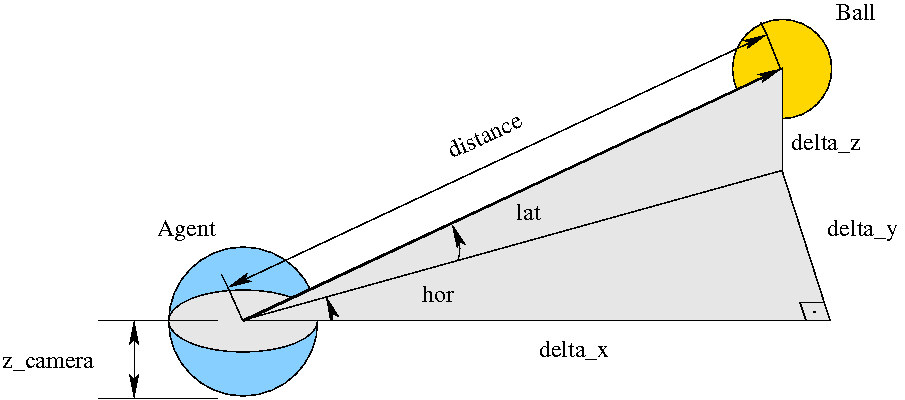 Ball
distance
delta_z
lat
Agent
delta_y
hor
delta_x
z_camera